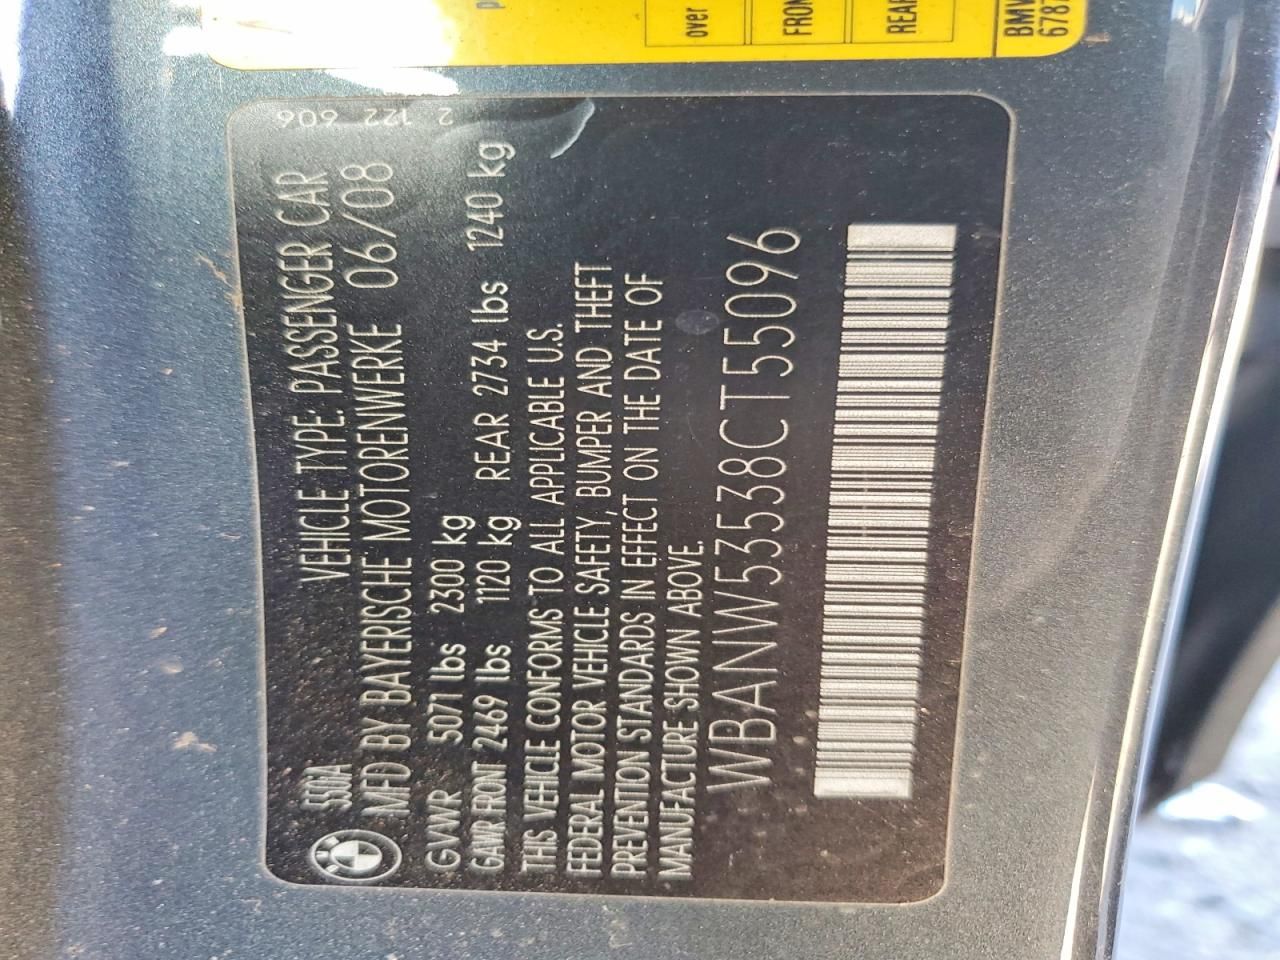 over
FRON
REAR
BMW
6787
550iA VEHICLE TYPE: PASSENGER CAR
MFD BY BAYERISCHE MOTORENWERKE 06/08
GVWR 5071 lbs 2300 kg
GAWR FRONT 2469 lbs 1120 kg REAR 2734 lbs 1240 kg
THIS VEHICLE CONFORMS TO ALL APPLICABLE U.S.
FEDERAL MOTOR VEHICLE SAFETY, BUMPER AND THEFT
PREVENTION STANDARDS IN EFFECT ON THE DATE OF
MANUFACTURE SHOWN ABOVE.
WBANW53538CT55096
2 122 606